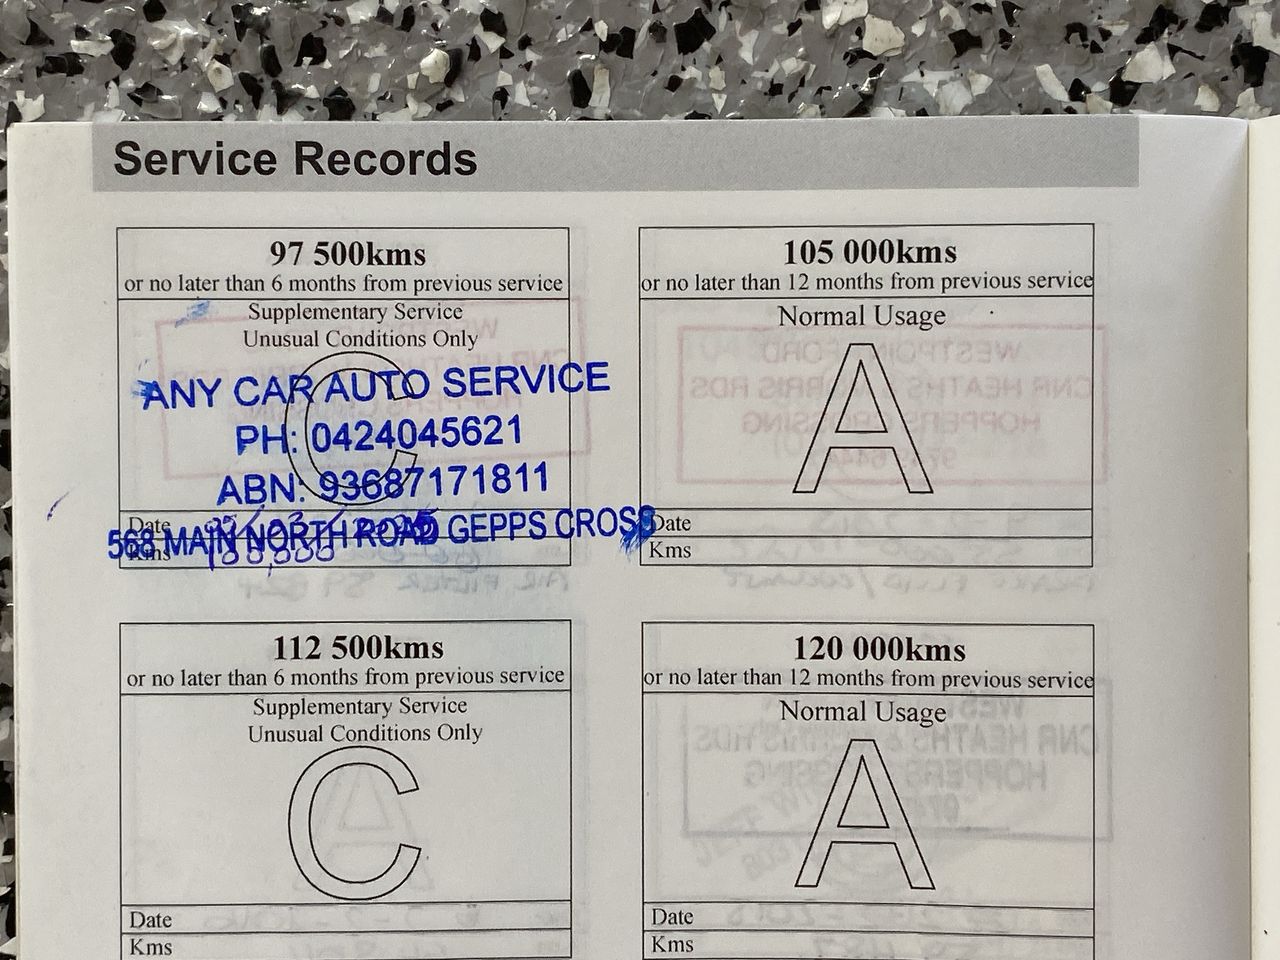 Service Records
97 500kms
or no later than 6 months from previous service
Supplementary Service
Unusual Conditions Only
C
ANY CAR AUTO SERVICE
PH: 0424045621
ABN: 93687171811
Date
568 MAIN NORTH ROAD GEPPS CROSS
Kms
105 000kms
or no later than 12 months from previous service
Normal Usage
A
Date
Kms
112 500kms
or no later than 6 months from previous service
Supplementary Service
Unusual Conditions Only
C
Date
Kms
120 000kms
or no later than 12 months from previous service
Normal Usage
A
Date
Kms